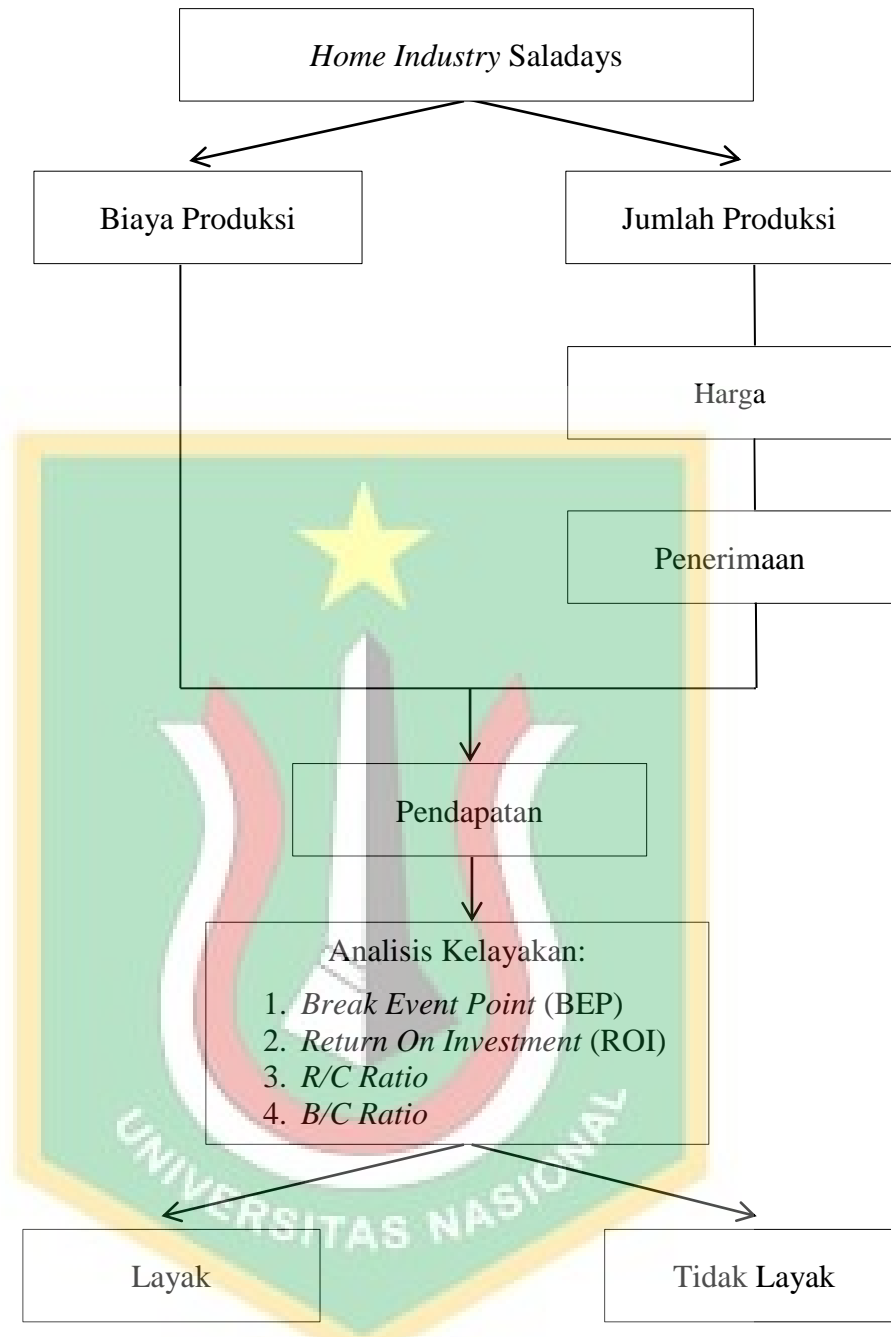 Home Industry Saladays
Biaya Produksi
Jumlah Produksi
Harga
Penerimaan
Pendapatan
Analisis Kelayakan:
1. Break Event Point (BEP)
2. Return On Investment (ROI)
3. R/C Ratio
4. B/C Ratio
UNIVERSITAS NASIONAL
Layak
Tidak Layak